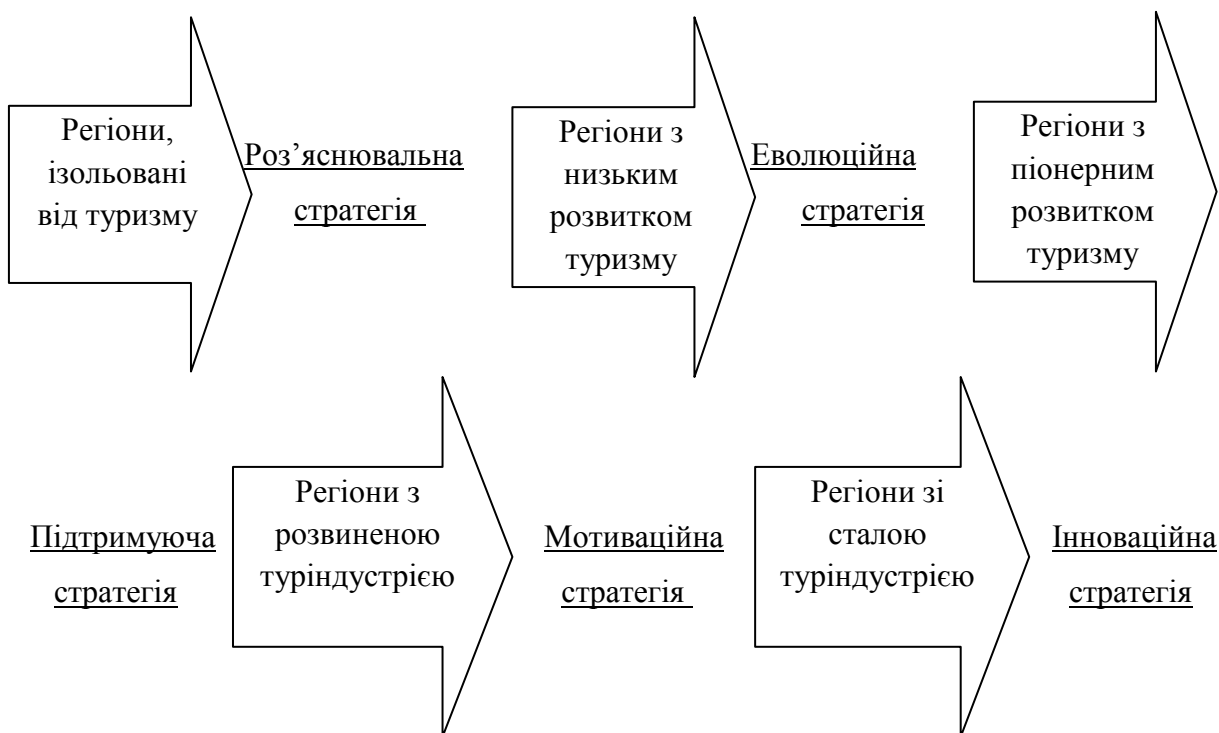 Регіони,
ізольовані
від туризму
Роз’яснювальна
стратегія
Регіони з
низьким
розвитком
туризму
Еволюційна
стратегія
Регіони з
піонерним
розвитком
туризму
Підтримуюча
стратегія
Регіони з
розвиненою
туріндустрією
Мотиваційна
стратегія
Регіони зі
сталою
туріндустрією
Інноваційна
стратегія